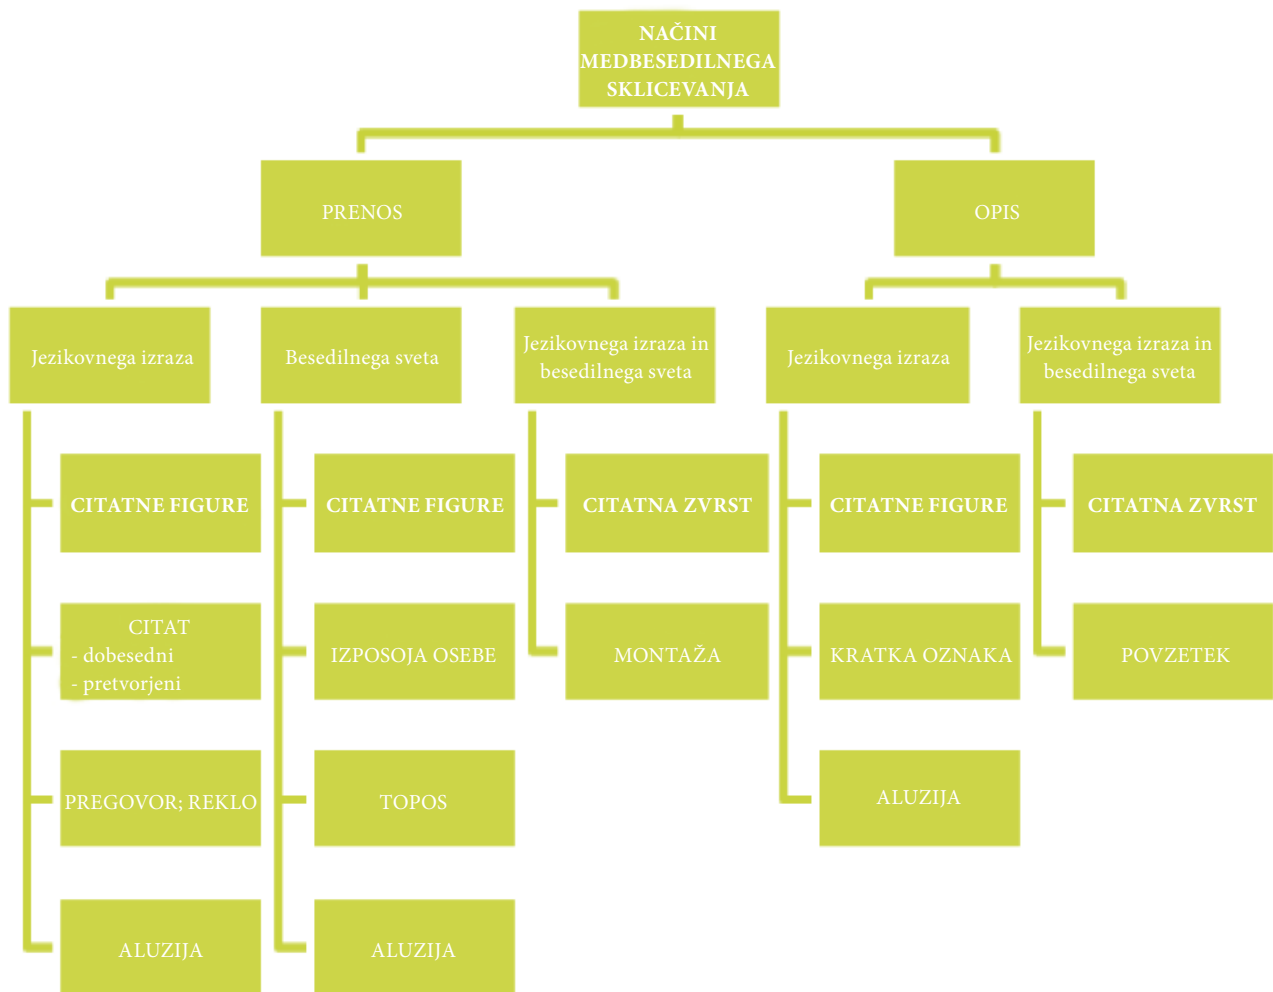 NAČINI
MEDBESEDILNEGA
SKLICEVANJA
PRENOS
OPIS
Jezikovnega izraza
Besedilnega sveta
Jezikovnega izraza in
besedilnega sveta
Jezikovnega izraza
Jezikovnega izraza in
besedilnega sveta
CITATNE FIGURE
CITATNE FIGURE
CITATNA ZVRST
CITATNE FIGURE
CITATNA ZVRST
CITAT
- dobesedni
- pretvorjeni
IZPOSOJA OSEBE
MONTAŽA
KRATKA OZNAKA
POVZETEK
PREGOVOR; REKLO
TOPOS
ALUZIJA
ALUZIJA
ALUZIJA